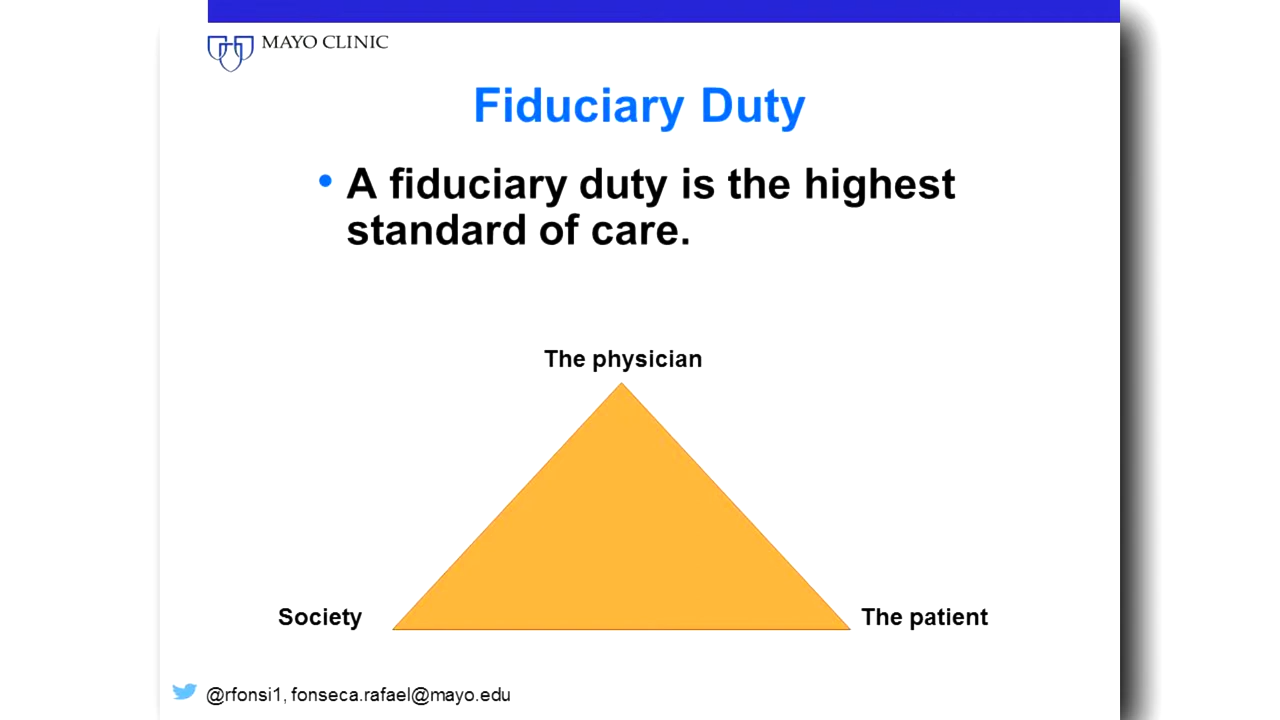 MAYO CLINIC
Fiduciary Duty
• A fiduciary duty is the highest
standard of care.
The physician
Society
The patient
@rfonsi1, fonseca.rafael@mayo.edu